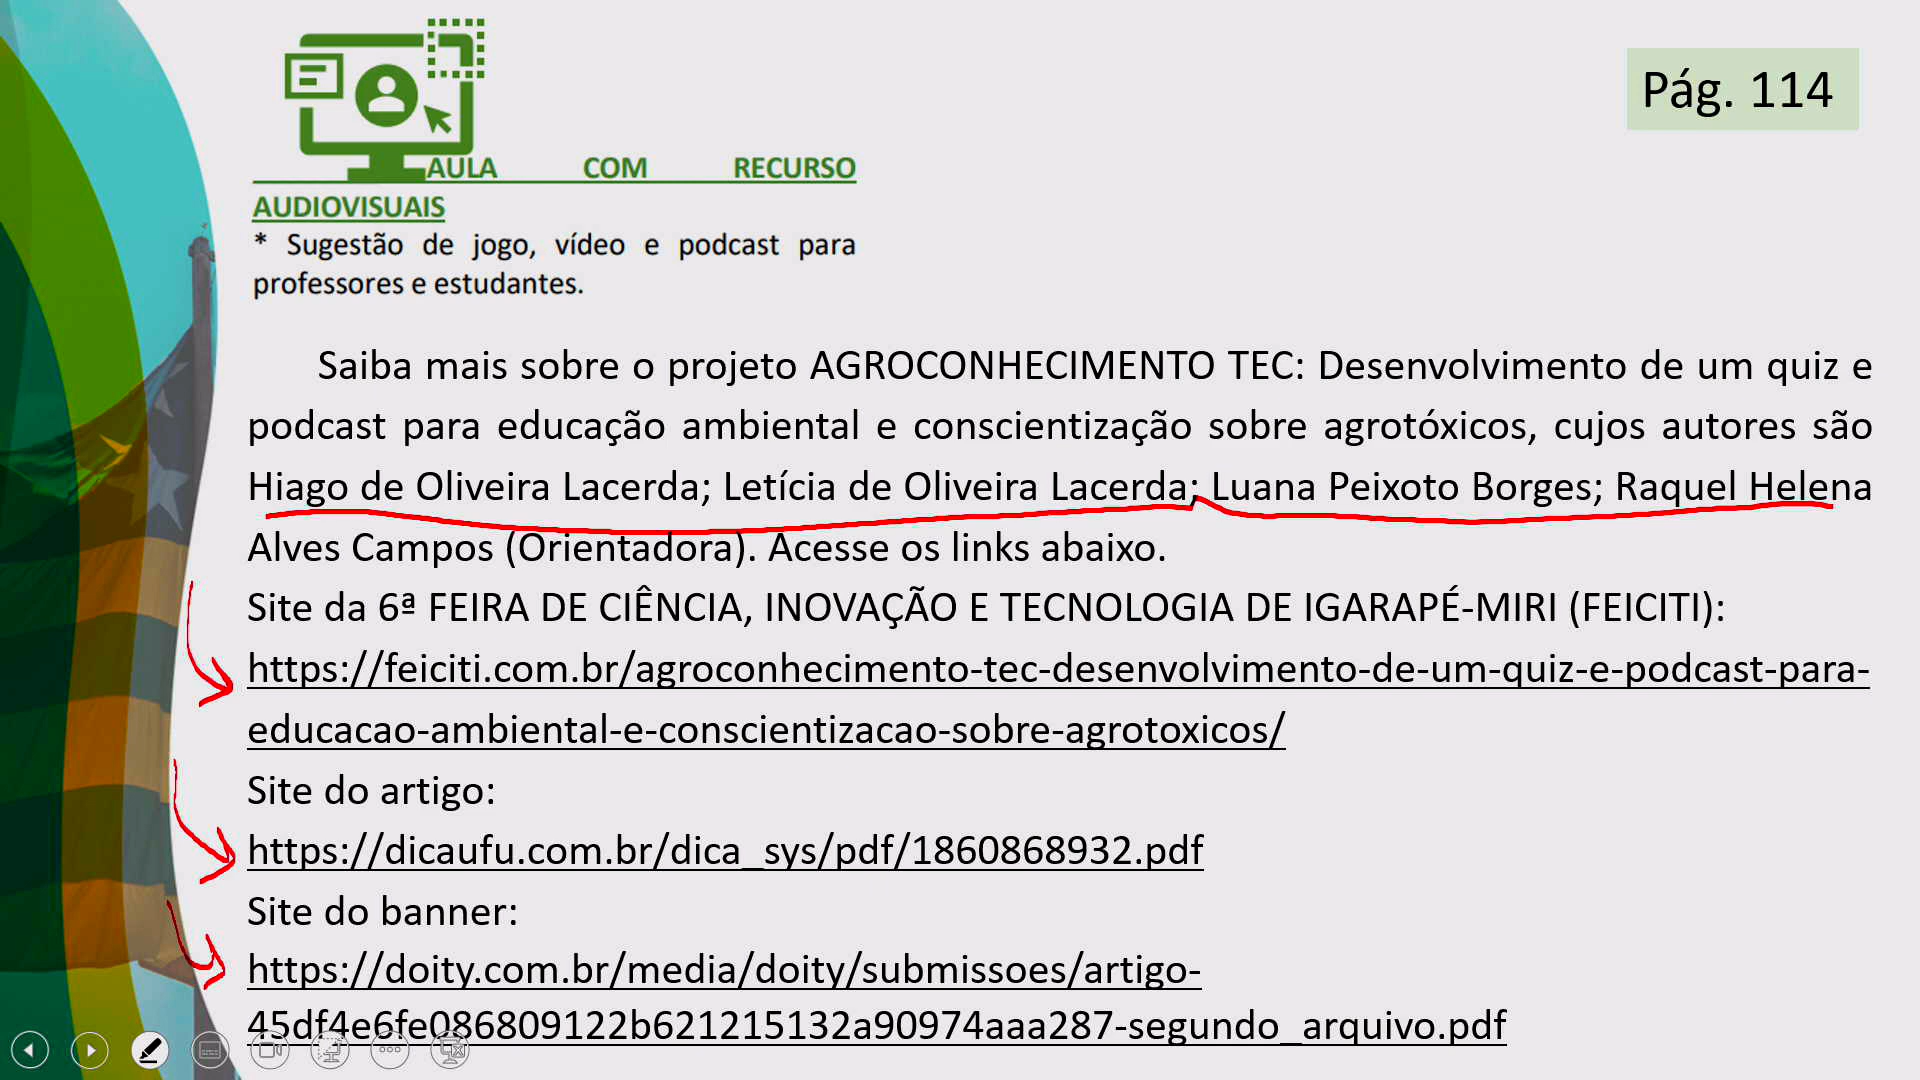 Pág. 114
AULA COM RECURSO
AUDIOVISUAIS
* Sugestão de jogo, vídeo e podcast para
professores e estudantes.
Saiba mais sobre o projeto AGROCONHECIMENTO TEC: Desenvolvimento de um quiz e
podcast para educação ambiental e conscientização sobre agrotóxicos, cujos autores são
Hiago de Oliveira Lacerda; Letícia de Oliveira Lacerda; Luana Peixoto Borges; Raquel Helena
Alves Campos (Orientadora). Acesse os links abaixo.
Site da 6ª FEIRA DE CIÊNCIA, INOVAÇÃO E TECNOLOGIA DE IGARAPÉ-MIRI (FEICITI):
https://feiciti.com.br/agroconhecimento-tec-desenvolvimento-de-um-quiz-e-podcast-para-
educacao-ambiental-e-conscientizacao-sobre-agrotoxicos/
Site do artigo:
https://dicaufu.com.br/dica_sys/pdf/1860868932.pdf
Site do banner:
https://doity.com.br/media/doity/submissoes/artigo-
45df4e6fe086809122b621215132a90974aaa287-segundo_arquivo.pdf